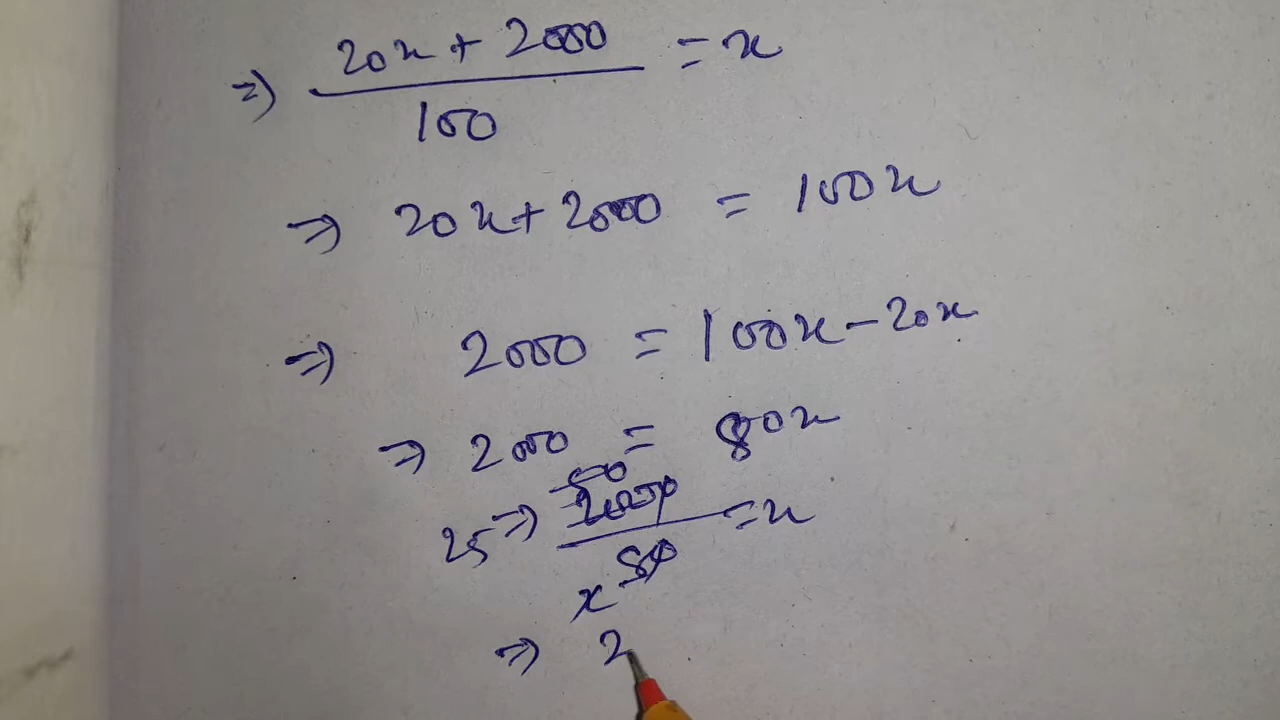 ⇒ 20x + 2000 / 100 = x
⇒ 20x + 2000 = 100x
⇒ 2000 = 100x - 20x
⇒ 2000 = 80x
25 ⇒ 2000 / 80 = x
⇒ 2